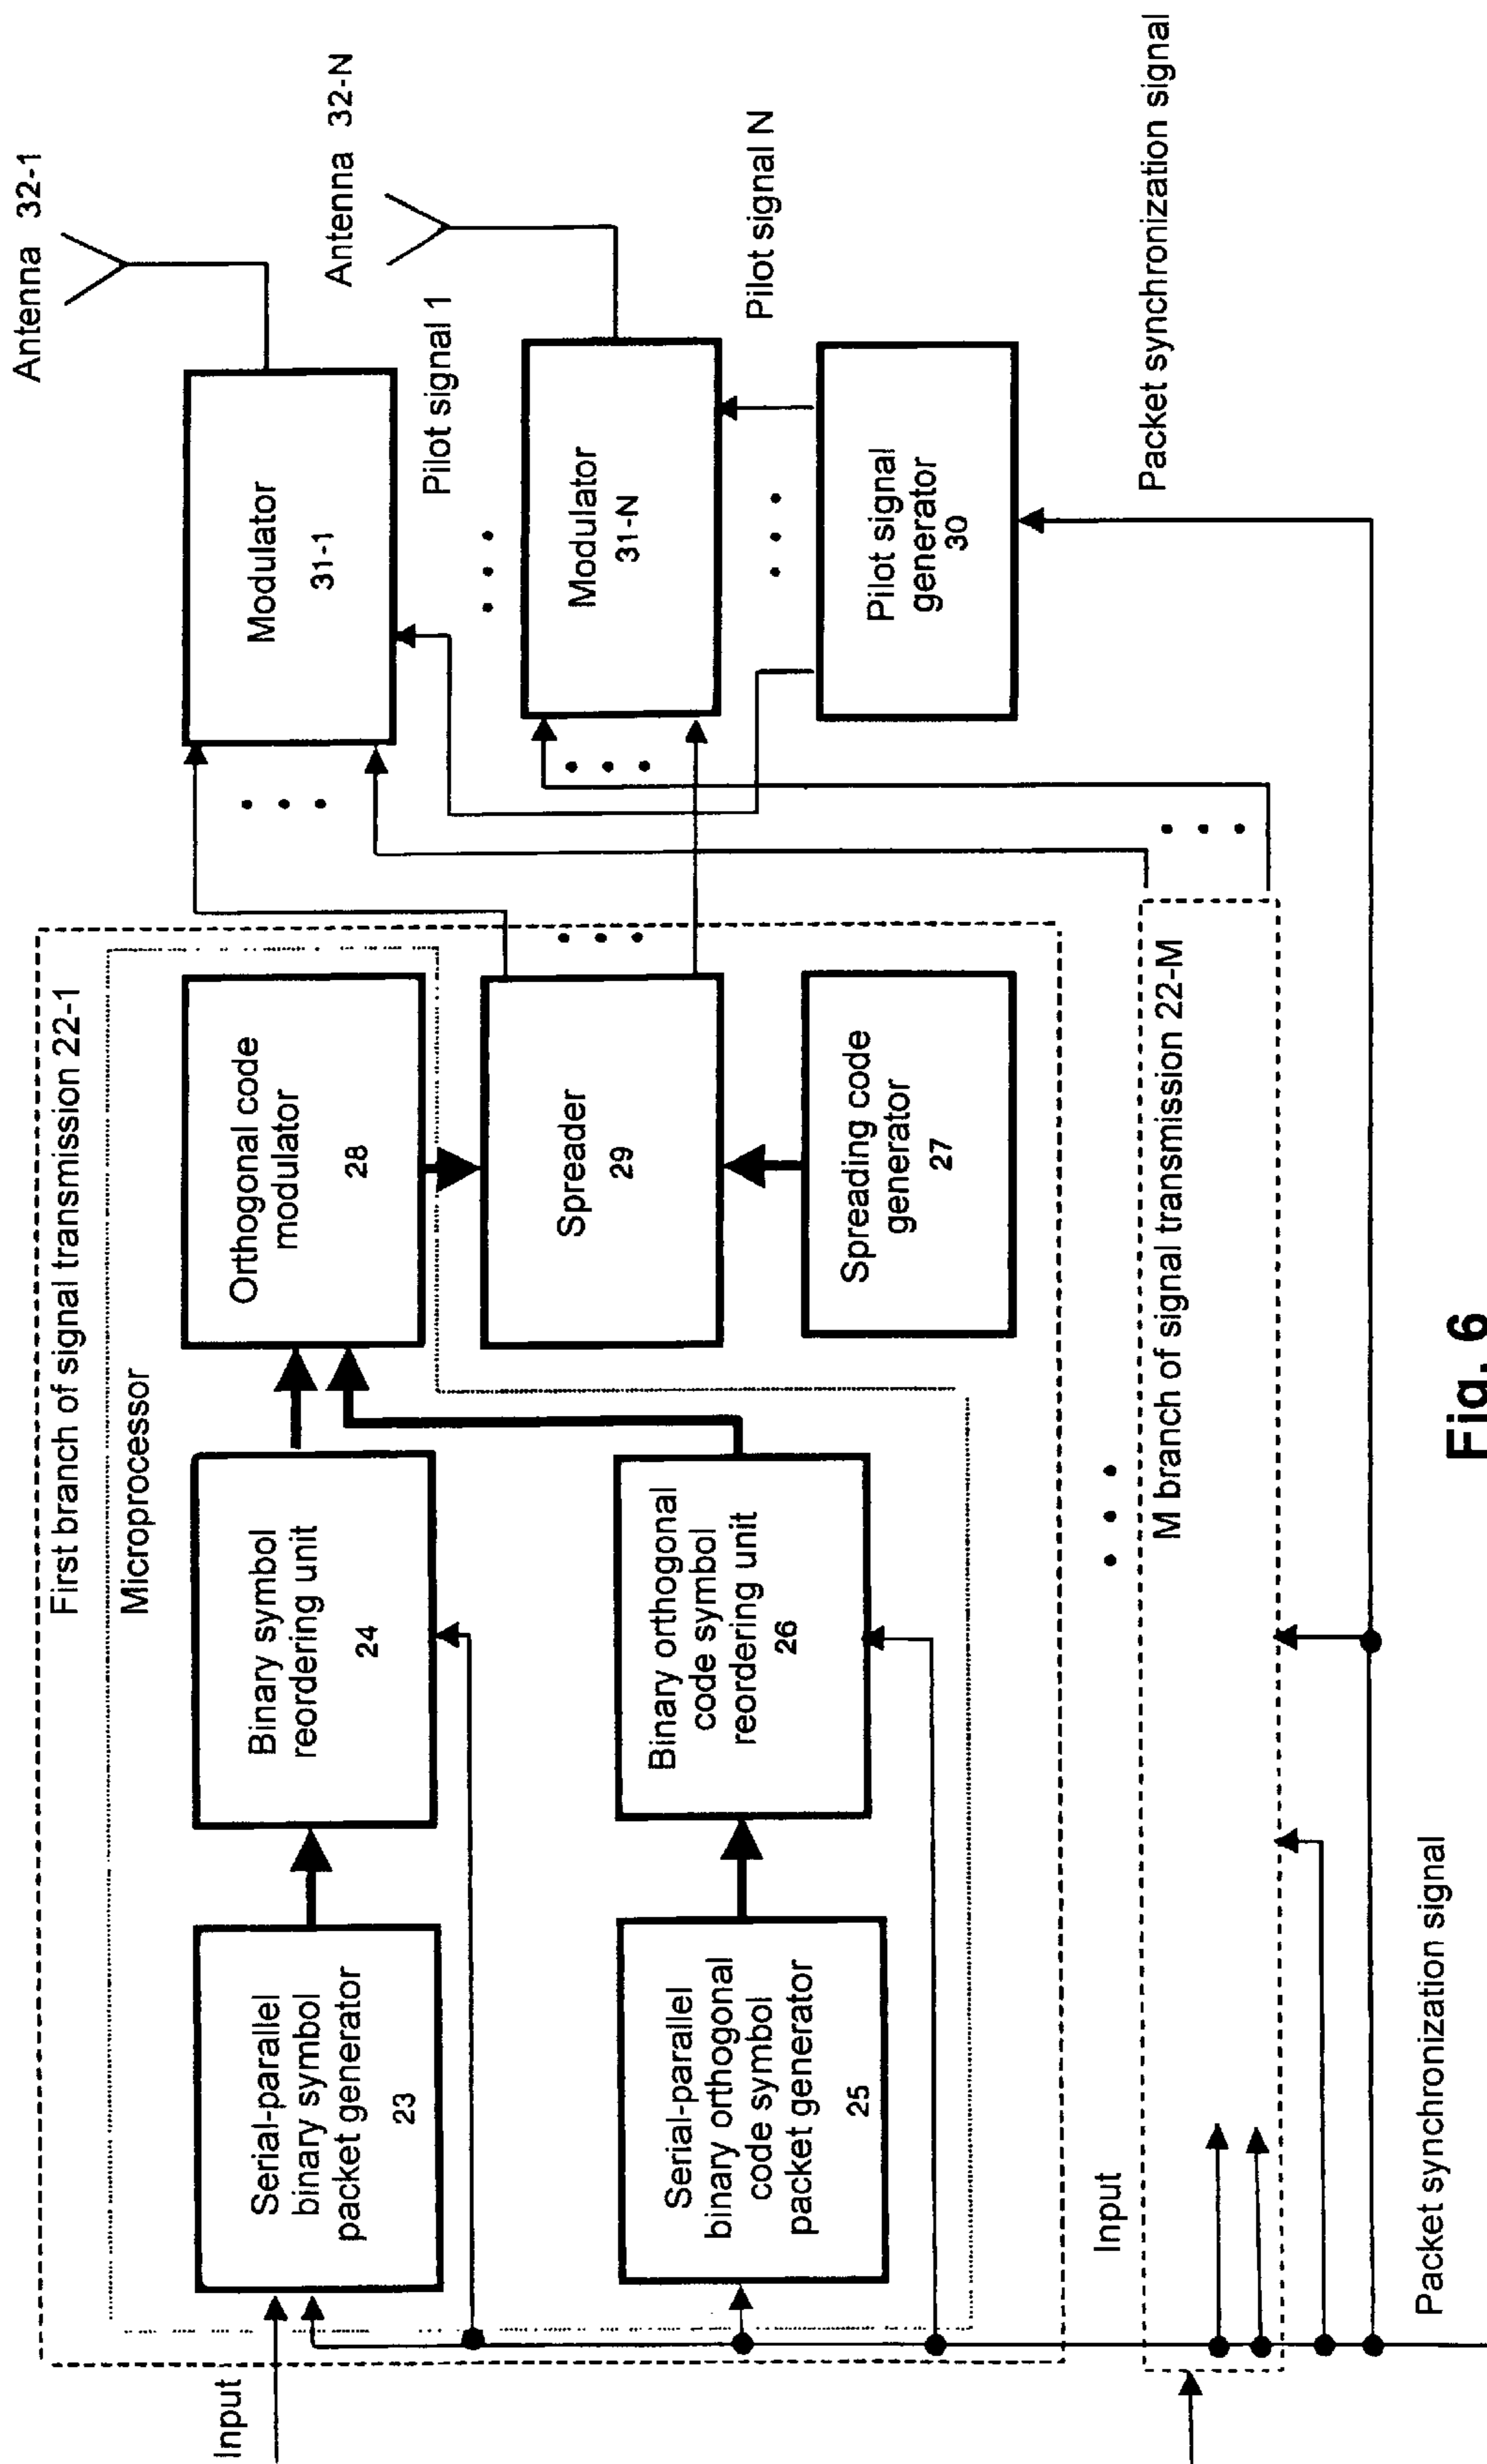 Antenna 32-1
Antenna 32-N
First branch of signal transmission 22-1
Microprocessor
Input
Serial-parallel
binary symbol
packet generator
23
Binary symbol
reordering unit
24
Orthogonal code
modulator
28
Modulator
31-1
Pilot signal 1
Serial-parallel
binary orthogonal
code symbol
packet generator
25
Binary orthogonal
code symbol
reordering unit
26
Spreader
29
Spreading code
generator
27
Modulator
31-N
Pilot signal N
Pilot signal
generator
30
Input
M branch of signal transmission 22-M
Packet synchronization signal
Packet synchronization signal
Fig. 6